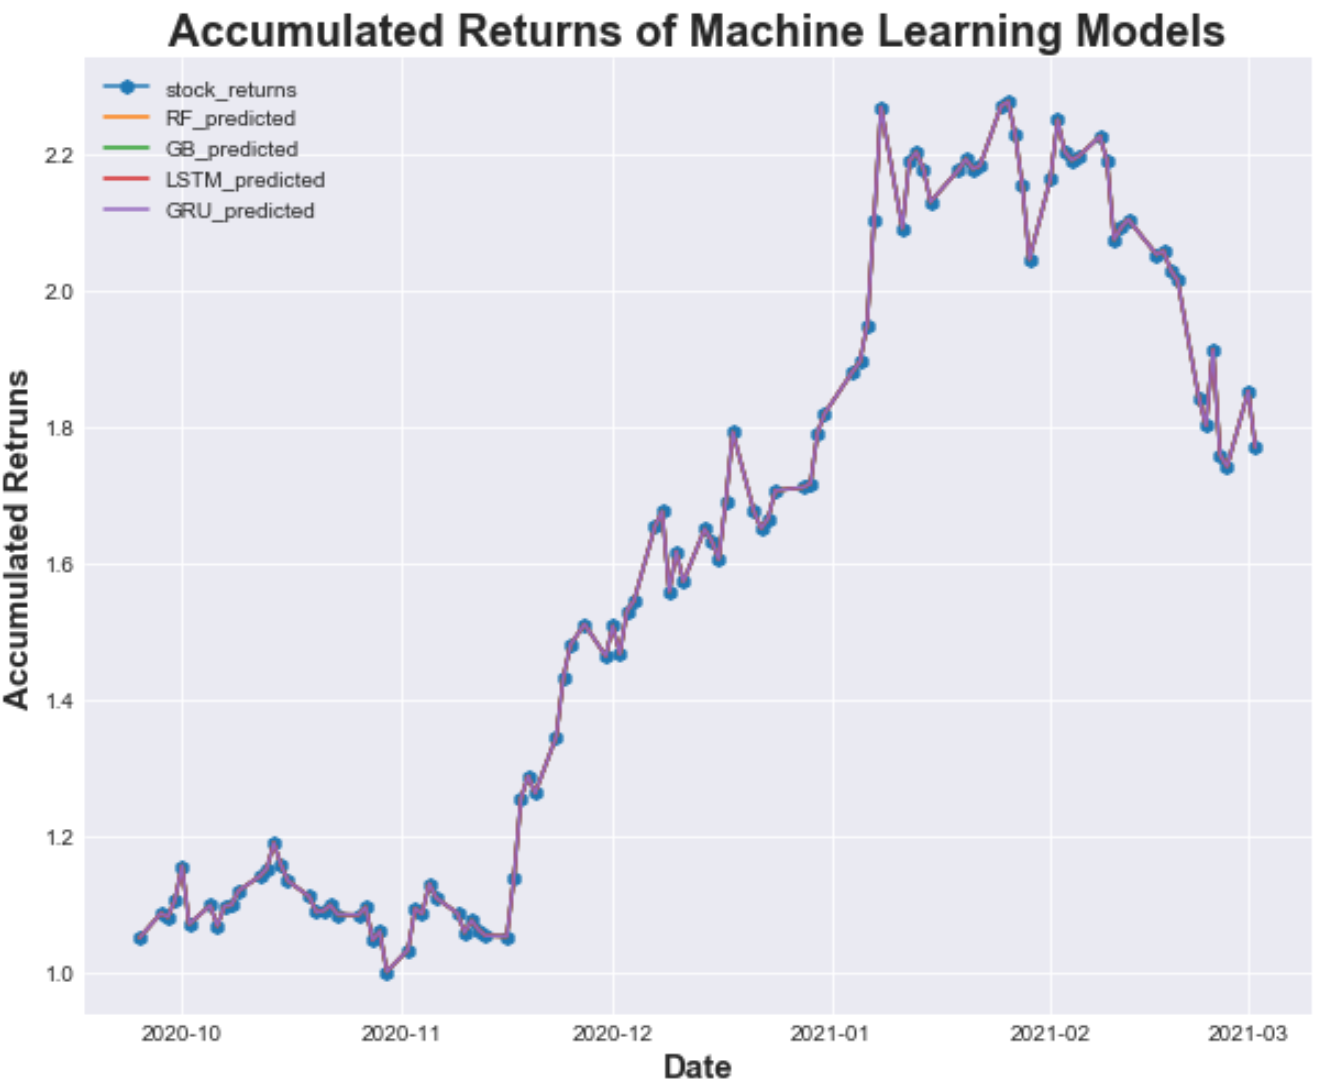 Accumulated Returns of Machine Learning Models
stock_returns
RF_predicted
GB_predicted
LSTM_predicted
GRU_predicted
2.2
2.0
1.8
1.6
1.4
1.2
1.0
Accumulated Retruns
2020-10 2020-11 2020-12 2021-01 2021-02 2021-03
Date